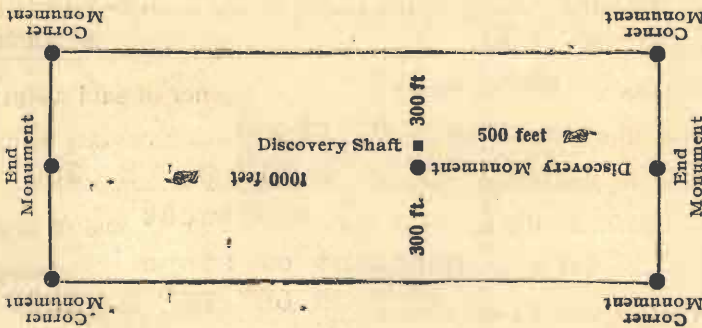 Corner
Monument
Corner
Monument
300 ft
Discovery Shaft
500 feet
End
Monument
1000 feet
Discovery Monument
End
Monument
300 ft.
Corner
Monument
Corner
Monument